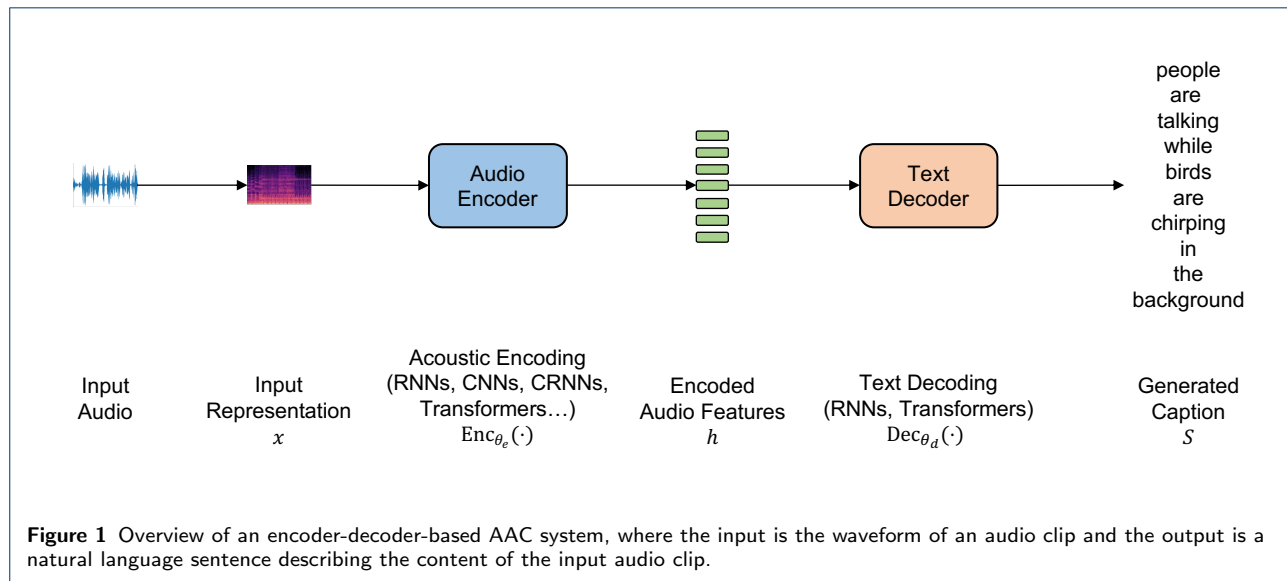 people
are
talking
while
birds
are
chirping
in
the
background
Audio
Encoder
Text
Decoder
Input
Audio
Input
Representation
x
Acoustic Encoding
(RNNs, CNNs, CRNNs,
Transformers…)
Enc_θₑ(·)
Encoded
Audio Features
h
Text Decoding
(RNNs, Transformers)
Dec_θ_d(·)
Generated
Caption
S
Figure 1 Overview of an encoder-decoder-based AAC system, where the input is the waveform of an audio clip and the output is a
natural language sentence describing the content of the input audio clip.